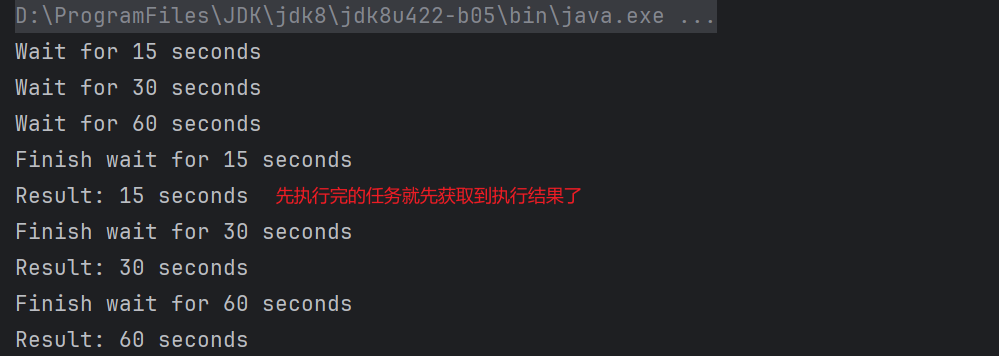 D:\ProgramFiles\JDK\jdk8\jdk8u422-b05\bin\java.exe ...
Wait for 15 seconds
Wait for 30 seconds
Wait for 60 seconds
Finish wait for 15 seconds
Result: 15 seconds 先执行完的任务就先获取到执行结果了
Finish wait for 30 seconds
Result: 30 seconds
Finish wait for 60 seconds
Result: 60 seconds